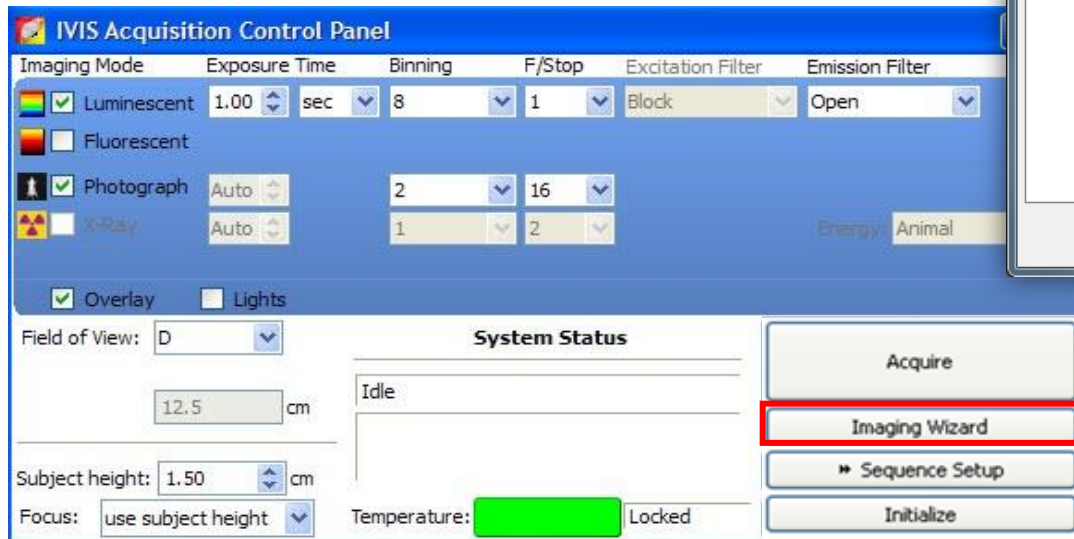 IVIS Acquisition Control Panel
Imaging Mode Exposure Time Binning F/Stop Excitation Filter Emission Filter
Luminescent 1.00 sec 8 1 Block Open
Fluorescent
Photograph Auto 2 16
X-Ray Auto 1 2 Energy: Animal
Overlay Lights
Field of View: D System Status Acquire
Idle
12.5 cm
Imaging Wizard
Subject height: 1.50 cm Sequence Setup
Focus: use subject height Temperature: Locked Initialize